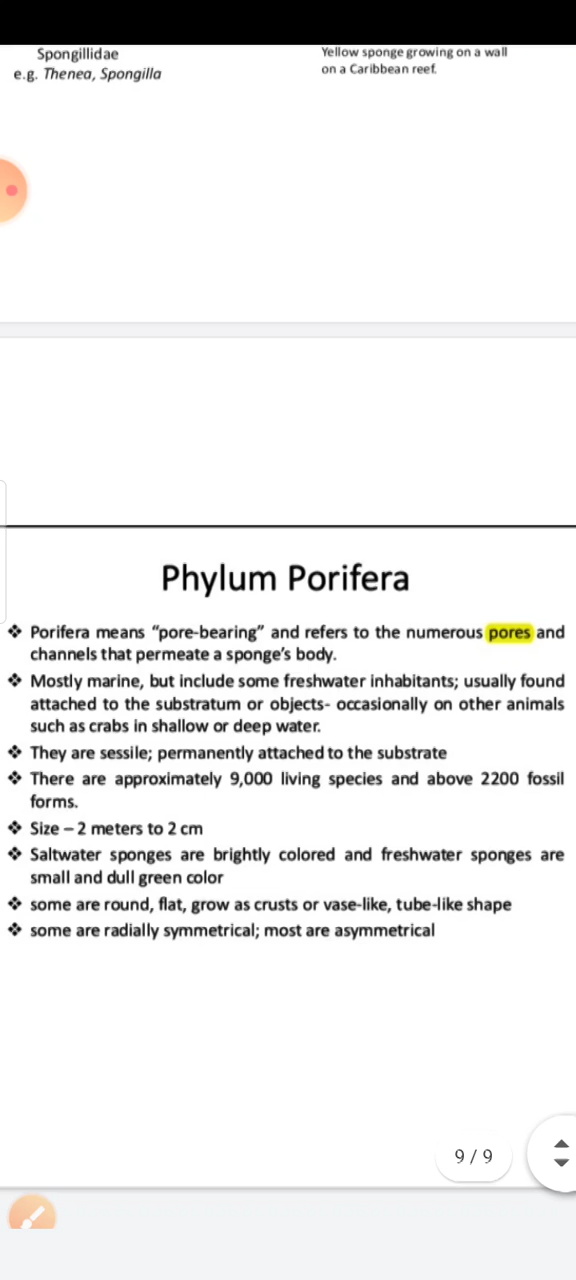 Spongillidae
e.g. Thenea, Spongilla
Yellow sponge growing on a wall
on a Caribbean reef.
Phylum Porifera
❖ Porifera means “pore-bearing” and refers to the numerous pores and
channels that permeate a sponge’s body.
❖ Mostly marine, but include some freshwater inhabitants; usually found
attached to the substratum or objects- occasionally on other animals
such as crabs in shallow or deep water.
❖ They are sessile; permanently attached to the substrate
❖ There are approximately 9,000 living species and above 2200 fossil
forms.
❖ Size – 2 meters to 2 cm
❖ Saltwater sponges are brightly colored and freshwater sponges are
small and dull green color
❖ some are round, flat, grow as crusts or vase-like, tube-like shape
❖ some are radially symmetrical; most are asymmetrical
9 / 9